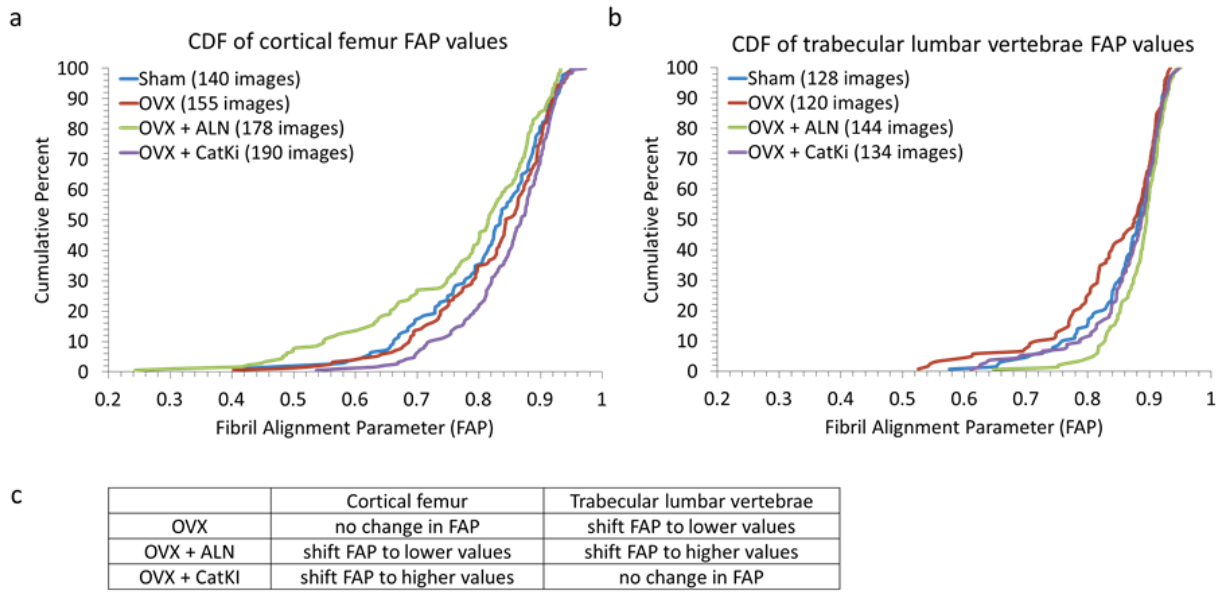 a
CDF of cortical femur FAP values
100
90
80
70
60
50
40
30
20
10
0
Cumulative Percent
Sham (140 images)
OVX (155 images)
OVX + ALN (178 images)
OVX + CatKi (190 images)
0.2 0.3 0.4 0.5 0.6 0.7 0.8 0.9 1
Fibril Alignment Parameter (FAP)
b
CDF of trabecular lumbar vertebrae FAP values
100
90
80
70
60
50
40
30
20
10
0
Cumulative Percent
Sham (128 images)
OVX (120 images)
OVX + ALN (144 images)
OVX + CatKi (134 images)
0.2 0.3 0.4 0.5 0.6 0.7 0.8 0.9 1
Fibril Alignment Parameter (FAP)
c
Cortical femur Trabecular lumbar vertebrae
OVX no change in FAP shift FAP to lower values
OVX + ALN shift FAP to lower values shift FAP to higher values
OVX + CatKI shift FAP to higher values no change in FAP